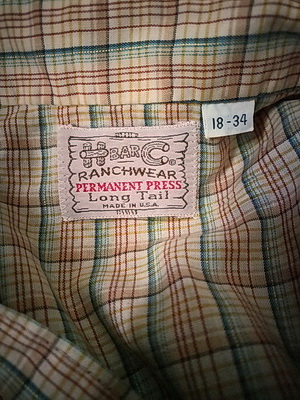 18-34
H BAR C
RANCHWEAR
PERMANENT PRESS
Long Tail
MADE IN U.S.A.